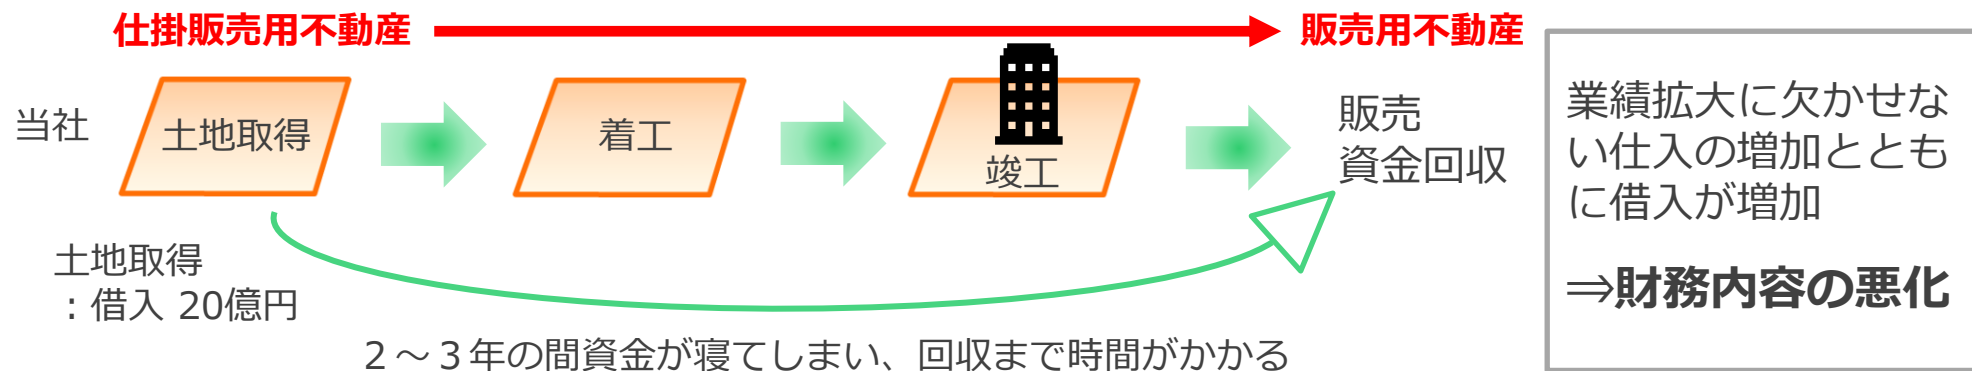 仕掛販売用不動産
販売用不動産
当社
土地取得
着工
竣工
販売
資金回収
土地取得
：借入 20億円
２～３年の間資金が寝てしまい、回収まで時間がかかる
業績拡大に欠かせな
い仕入の増加ととも
に借入が増加
⇒財務内容の悪化